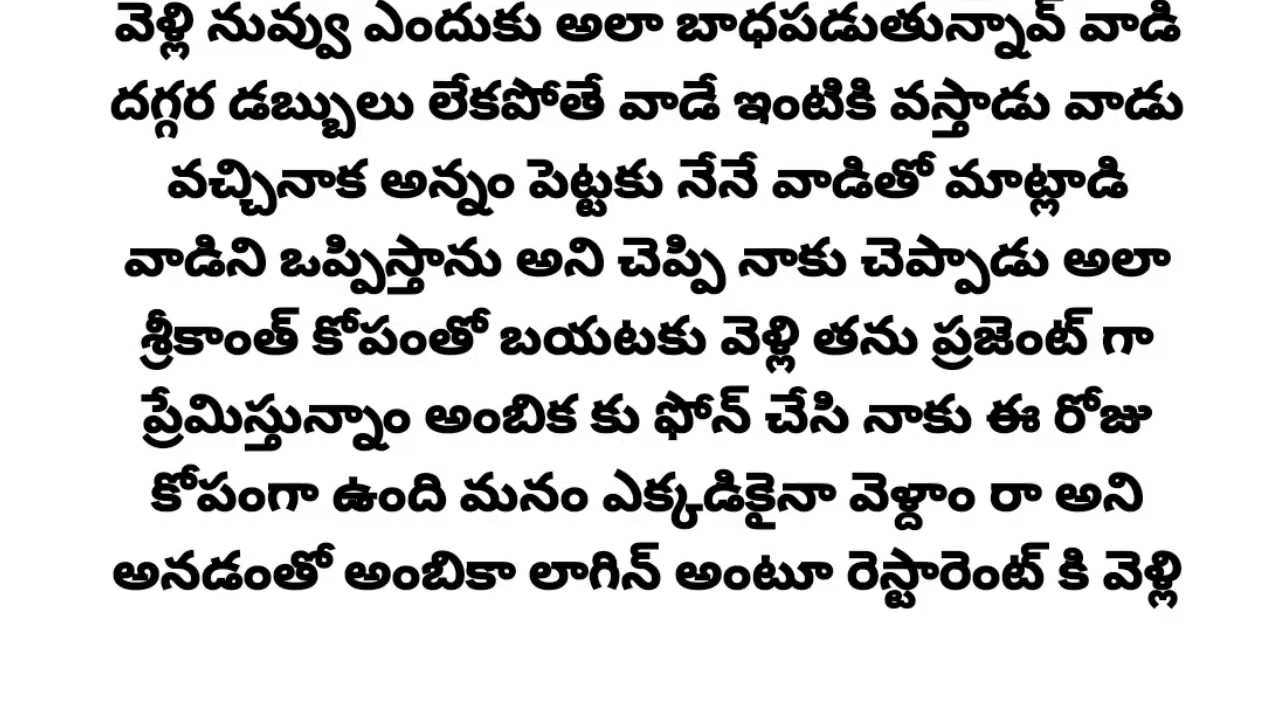 వెళ్లి నువ్వు ఎందుకు అలా బాధపడుతున్నావ్ వాడి
దగ్గర డబ్బులు లేకపోతే వాడే ఇంటికి వస్తాడు వాడు
వచ్చినాక అన్నం పెట్టకు నేనే వాడితో మాట్లాడి
వాడిని ఒప్పిస్తాను అని చెప్పి నాకు చెప్పాడు అలా
శ్రీకాంత్ కోపంతో బయటకు వెళ్లి తను ప్రజెంట్ గా
ప్రేమిస్తున్నాం అంబిక కు ఫోన్ చేసి నాకు ఈ రోజు
కోపంగా ఉంది మనం ఎక్కడికైనా వెళ్దాం రా అని
అనడంతో అంబికా లాగిన్ అంటూ రెస్టారెంట్ కి వెళ్లి